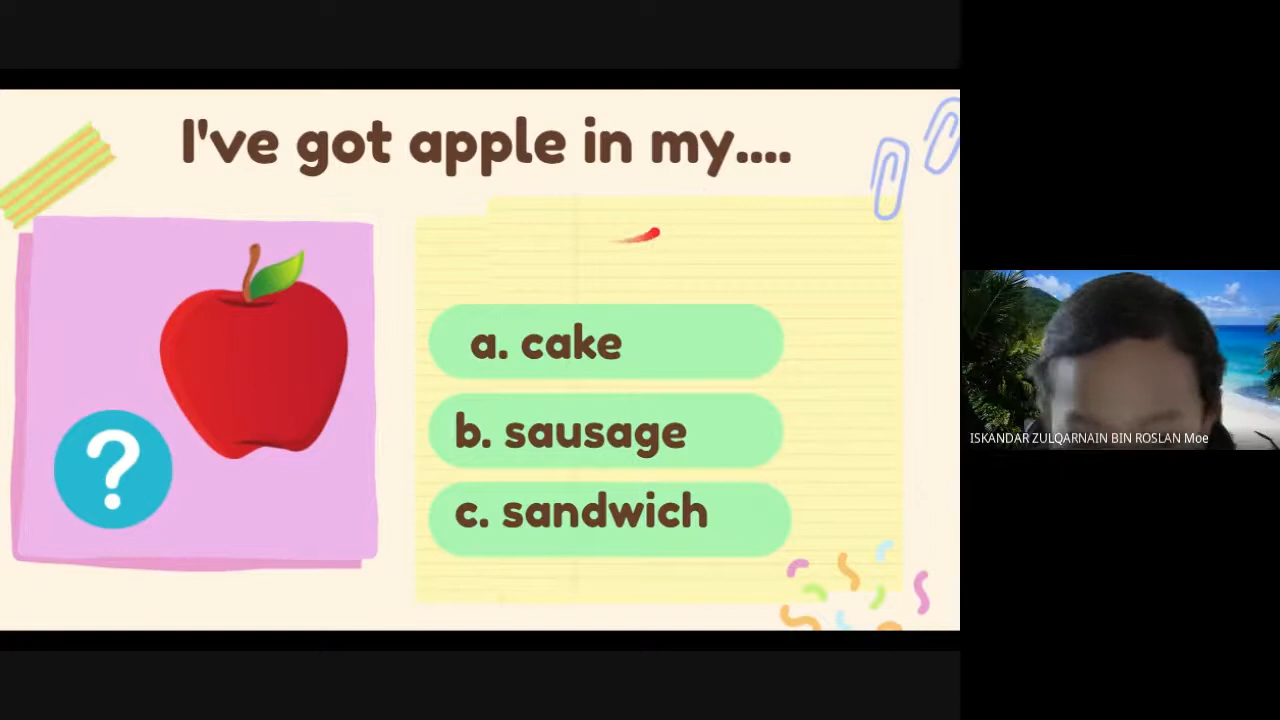 I've got apple in my....
?
a. cake
b. sausage
c. sandwich
ISKANDAR ZULQARNAIN BIN ROSLAN Moe